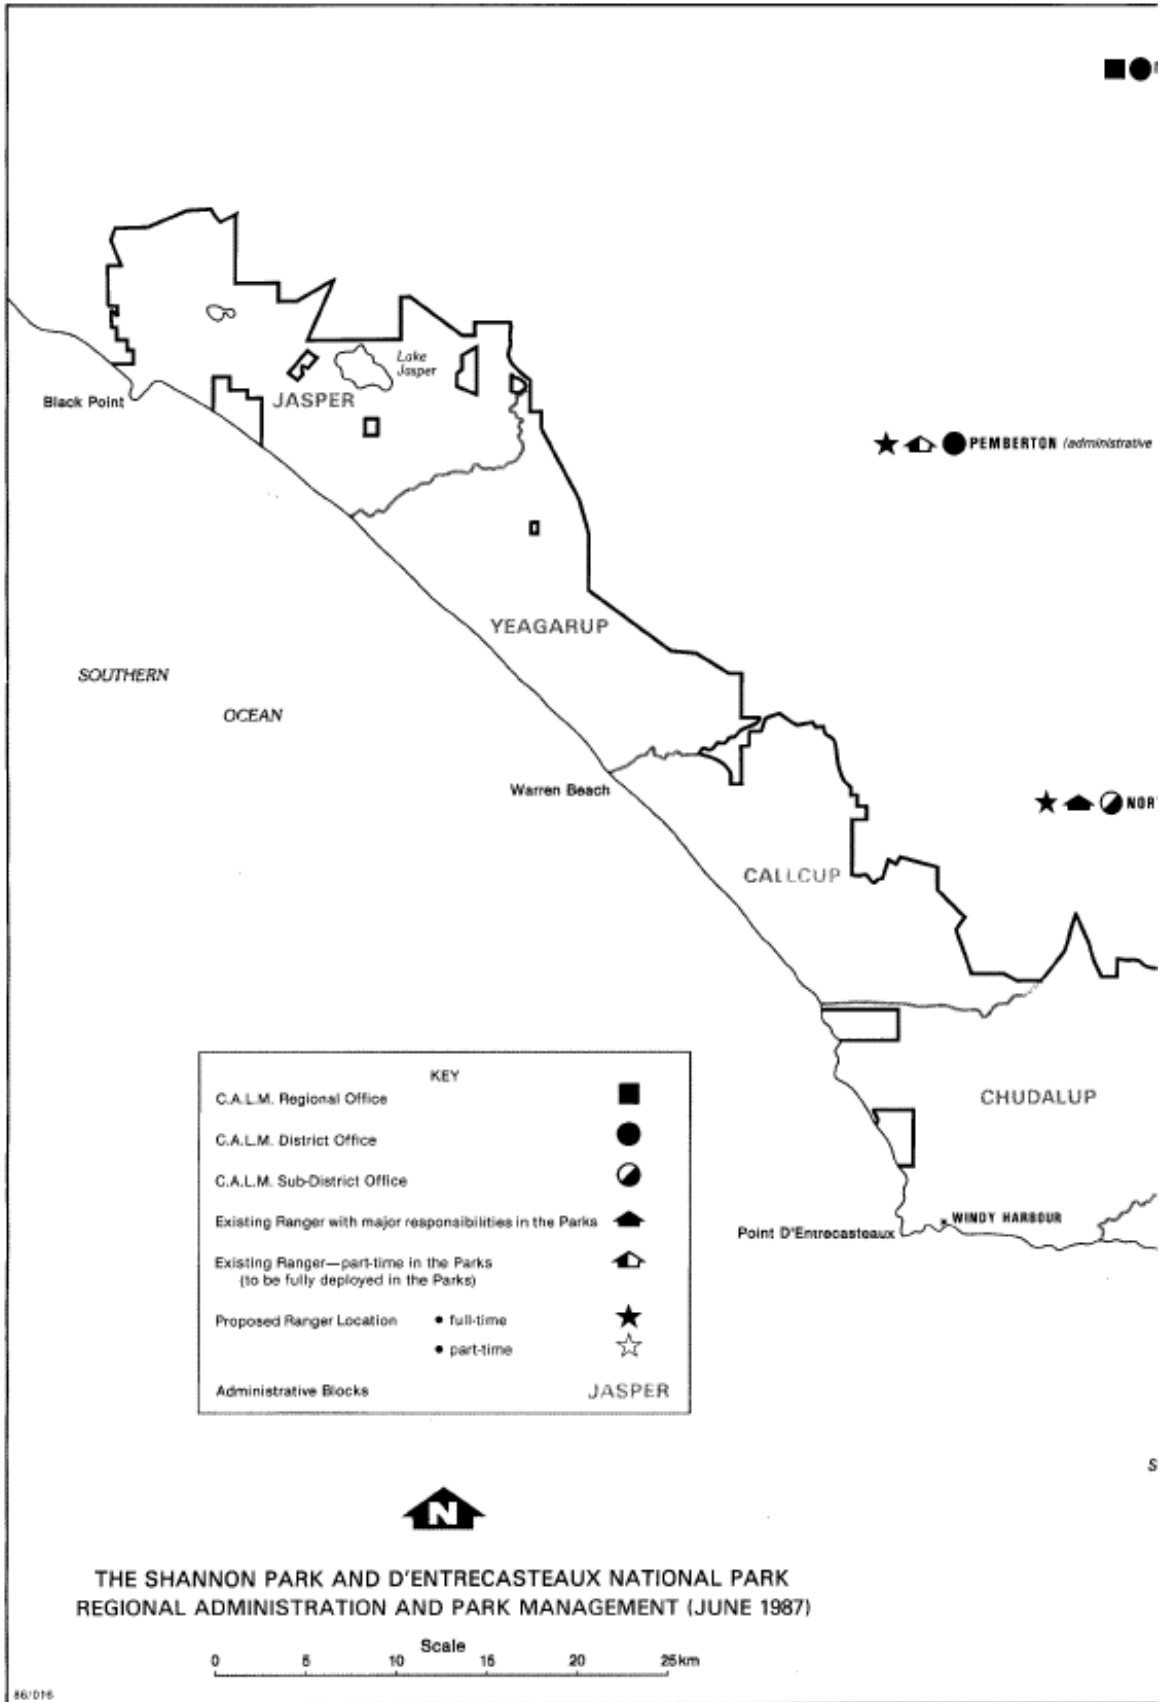 Lake
Jasper
Black Point
JASPER
PEMBERTON (administrative
YEAGARUP
SOUTHERN
OCEAN
Warren Beach
NOR
CALLCUP
KEY
C.A.L.M. Regional Office
C.A.L.M. District Office
C.A.L.M. Sub-District Office
CHUDALUP
Existing Ranger with major responsibilities in the Parks
WINDY HARBOUR
Point D'Entrecasteaux
Existing Ranger—part-time in the Parks
(to be fully deployed in the Parks)
Proposed Ranger Location • full-time
• part-time
Administrative Blocks JASPER
S
N
THE SHANNON PARK AND D'ENTRECASTEAUX NATIONAL PARK
REGIONAL ADMINISTRATION AND PARK MANAGEMENT (JUNE 1987)
Scale
0 5 10 15 20 25km
86/016